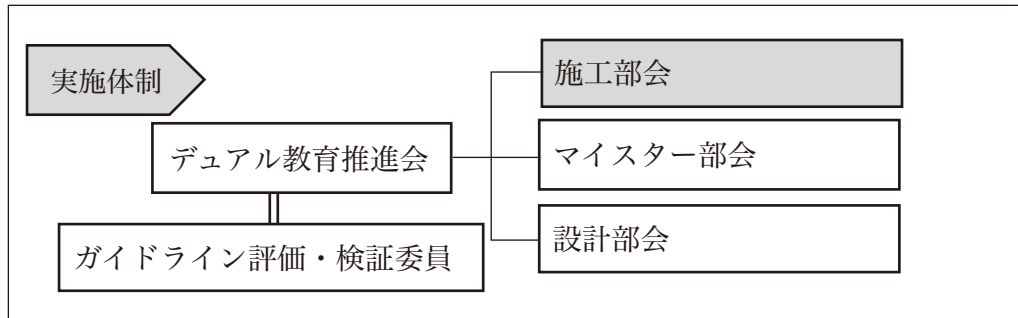 実施体制
施工部会
デュアル教育推進会
マイスター部会
ガイドライン評価・検証委員
設計部会